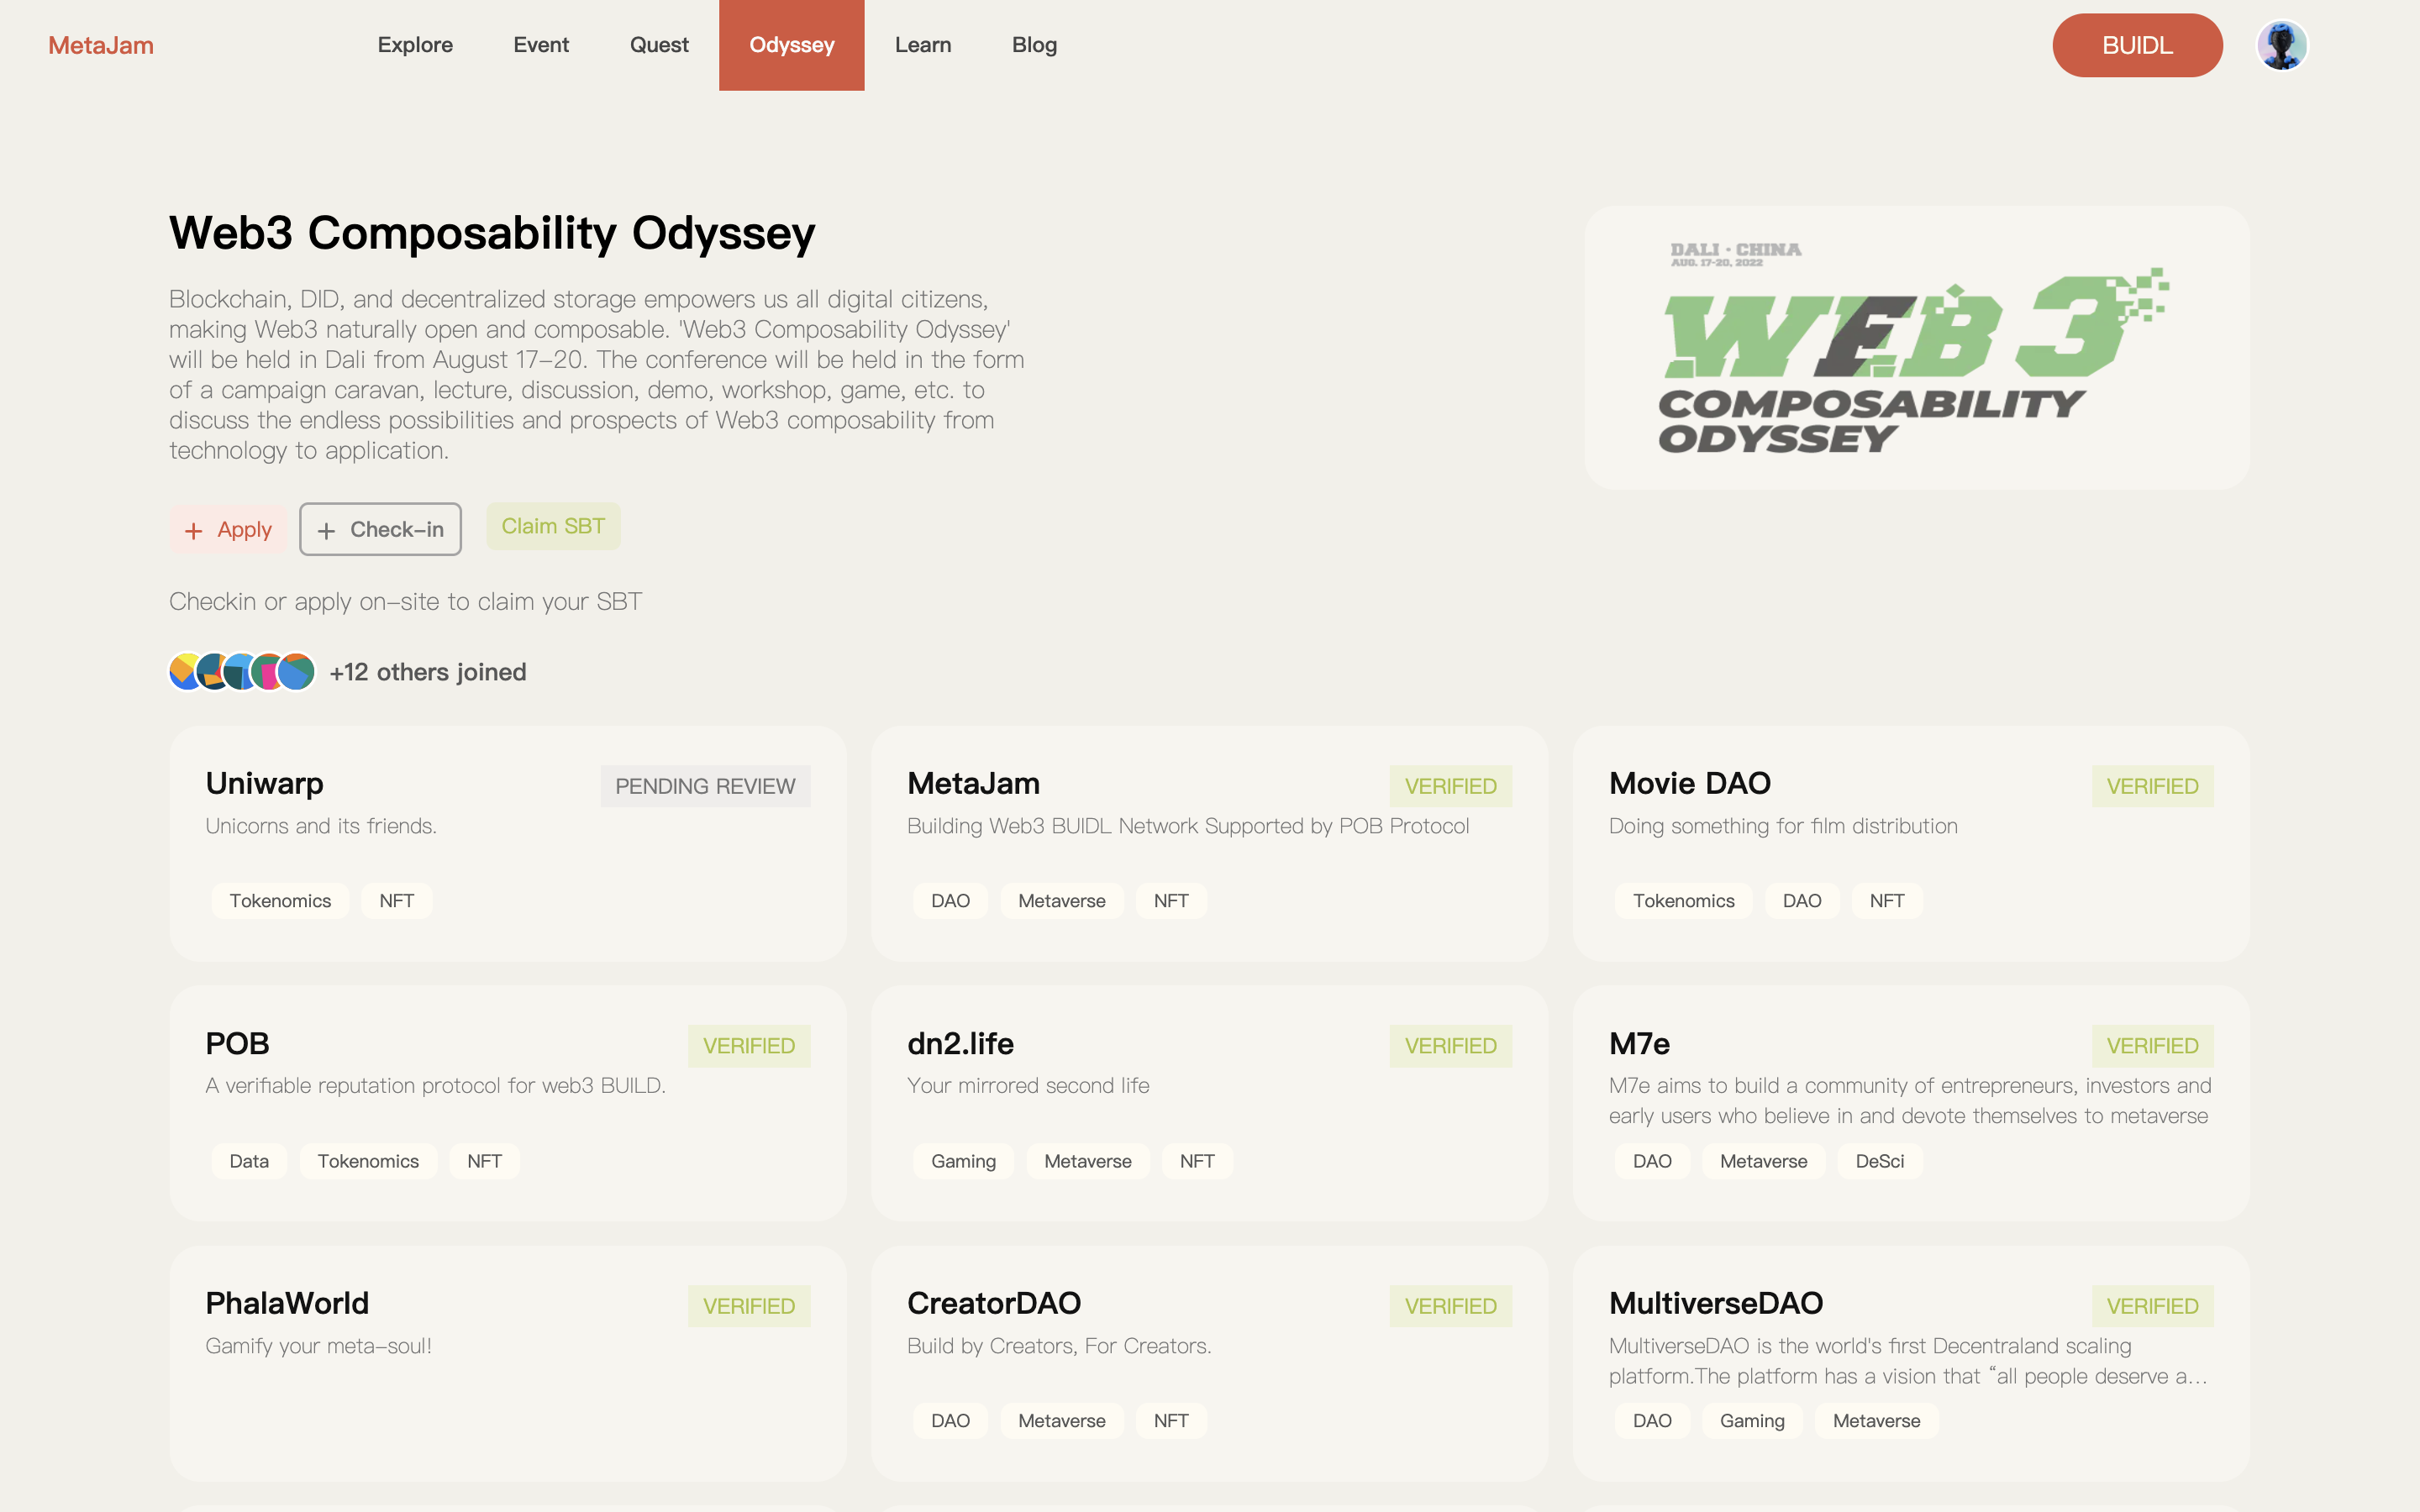 MetaJam
Explore
Event
Quest
Odyssey
Learn
Blog
BUIDL
Web3 Composability Odyssey
Blockchain, DID, and decentralized storage empowers us all digital citizens,
making Web3 naturally open and composable. 'Web3 Composability Odyssey'
will be held in Dali from August 17-20. The conference will be held in the form
of a campaign caravan, lecture, discussion, demo, workshop, game, etc. to
discuss the endless possibilities and prospects of Web3 composability from
technology to application.
DALI · CHINA
AUG. 17-20, 2022
WEB 3
COMPOSABILITY
ODYSSEY
+ Apply
+ Check-in
Claim SBT
Checkin or apply on-site to claim your SBT
+12 others joined
Uniwarp
PENDING REVIEW
Unicorns and its friends.
Tokenomics
NFT
MetaJam
VERIFIED
Building Web3 BUIDL Network Supported by POB Protocol
DAO
Metaverse
NFT
Movie DAO
VERIFIED
Doing something for film distribution
Tokenomics
DAO
NFT
POB
VERIFIED
A verifiable reputation protocol for web3 BUILD.
Data
Tokenomics
NFT
dn2.life
VERIFIED
Your mirrored second life
Gaming
Metaverse
NFT
M7e
VERIFIED
M7e aims to build a community of entrepreneurs, investors and
early users who believe in and devote themselves to metaverse
DAO
Metaverse
DeSci
PhalaWorld
VERIFIED
Gamify your meta-soul!
CreatorDAO
VERIFIED
Build by Creators, For Creators.
DAO
Metaverse
NFT
MultiverseDAO
VERIFIED
MultiverseDAO is the world's first Decentraland scaling
platform.The platform has a vision that “all people deserve a...
DAO
Gaming
Metaverse